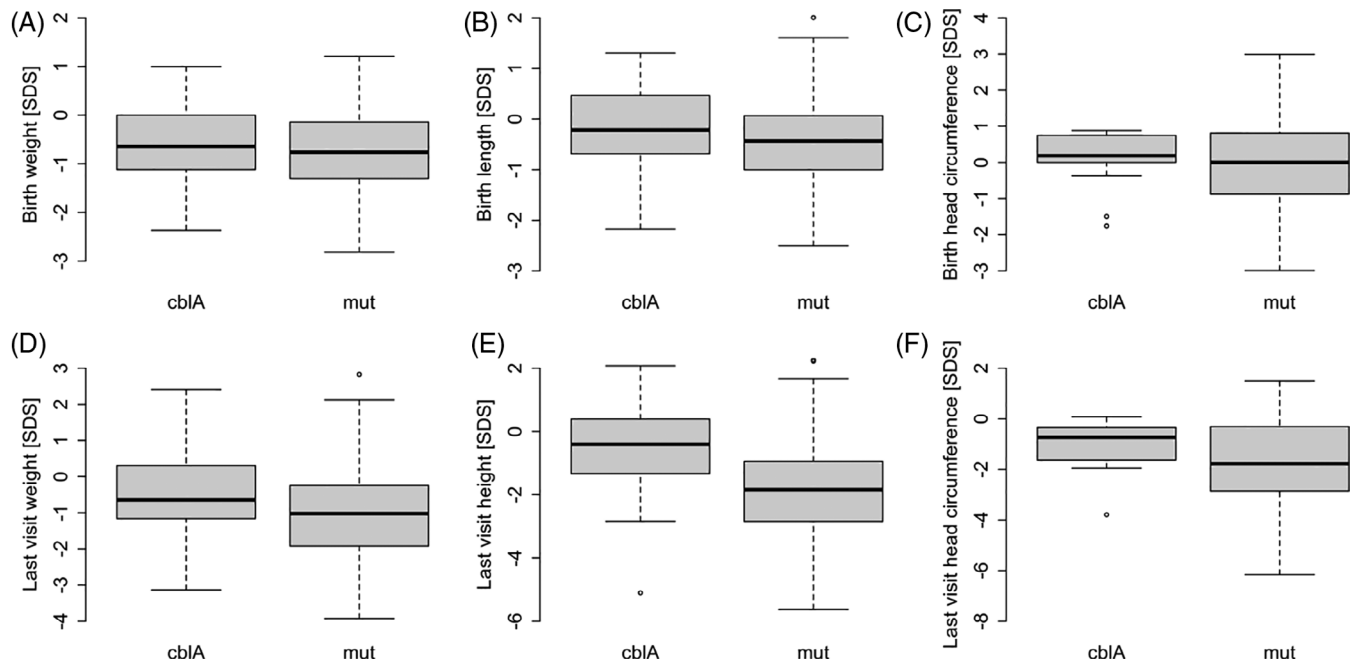 (A)
Birth weight [SDS]
2
1
0
-1
-2
-3
cblA
mut
(B)
Birth length [SDS]
2
1
0
-1
-2
-3
cblA
mut
(C)
Birth head circumference [SDS]
4
3
2
1
0
-1
-2
-3
cblA
mut
(D)
Last visit weight [SDS]
3
2
1
0
-1
-2
-3
-4
cblA
mut
(E)
Last visit height [SDS]
2
0
-2
-4
-6
cblA
mut
(F)
Last visit head circumference [SDS]
2
0
-2
-4
-6
-8
cblA
mut